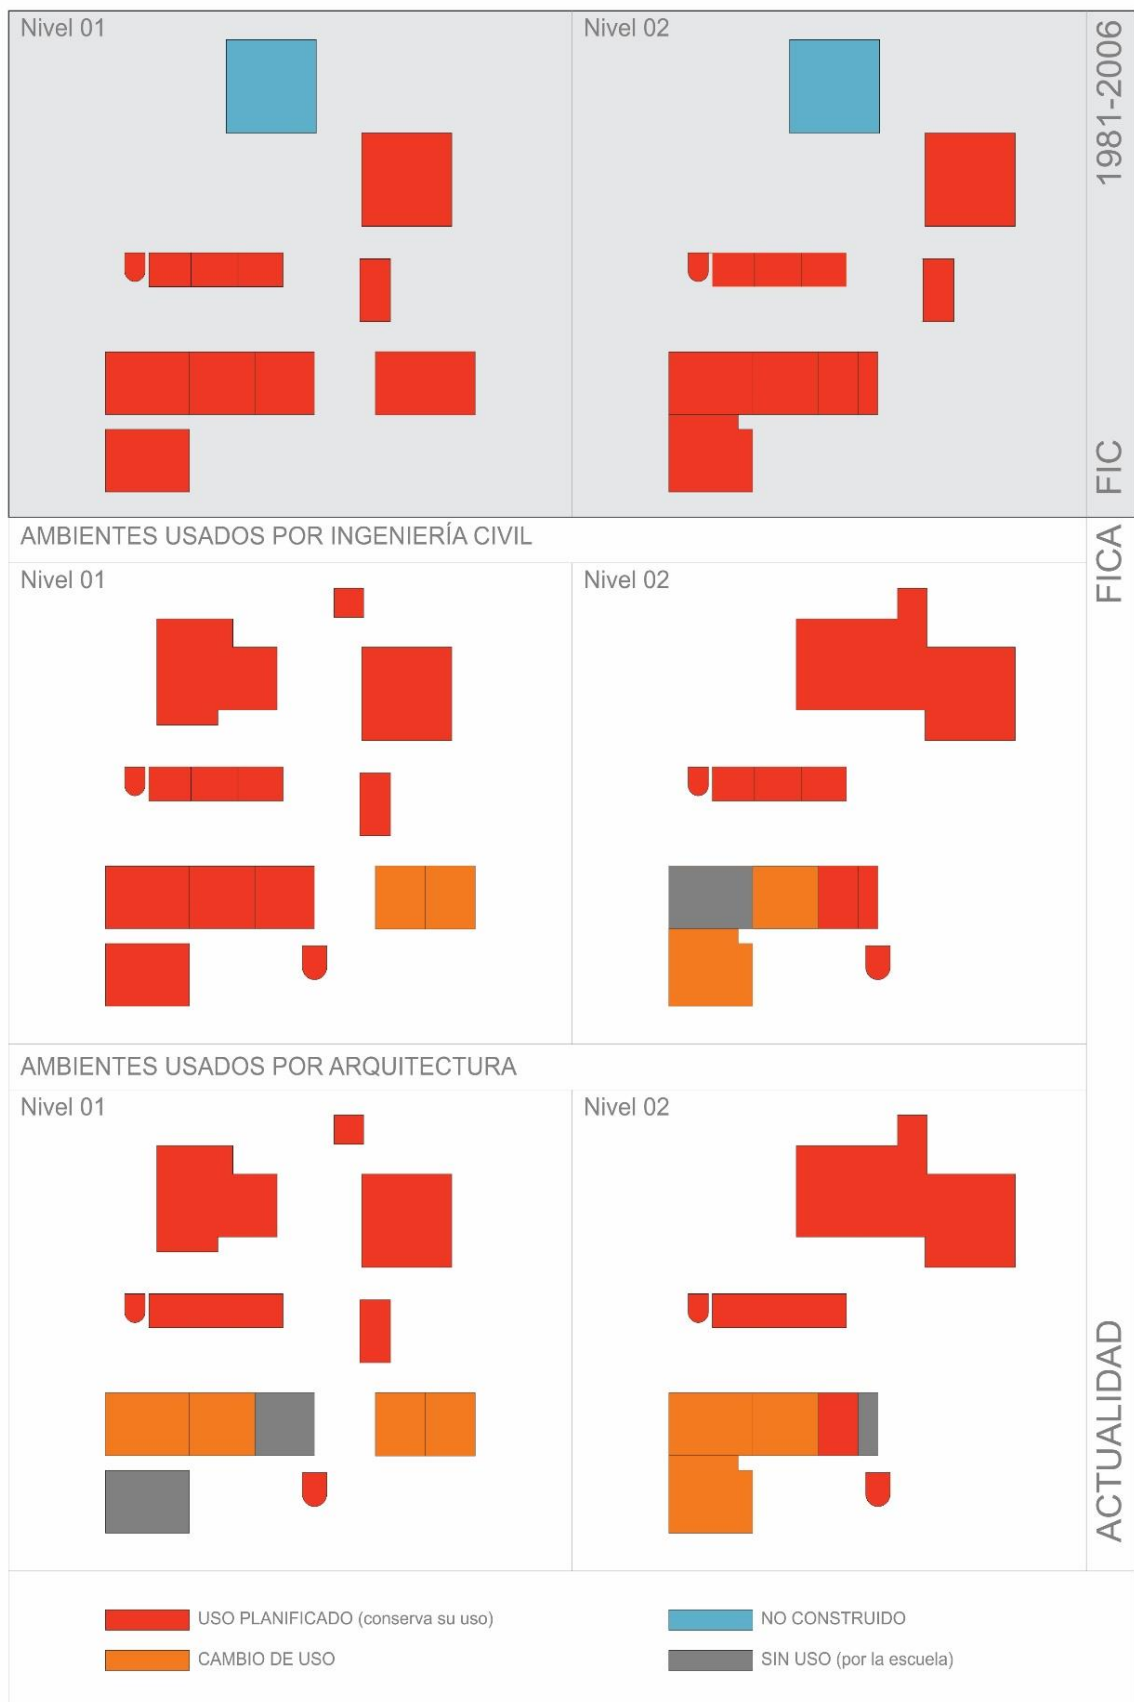 Nivel 01
Nivel 02
1981-2006
FIC
AMBIENTES USADOS POR INGENIERÍA CIVIL
FICA
Nivel 01
Nivel 02
AMBIENTES USADOS POR ARQUITECTURA
Nivel 01
Nivel 02
ACTUALIDAD
USO PLANIFICADO (conserva su uso)
NO CONSTRUIDO
CAMBIO DE USO
SIN USO (por la escuela)